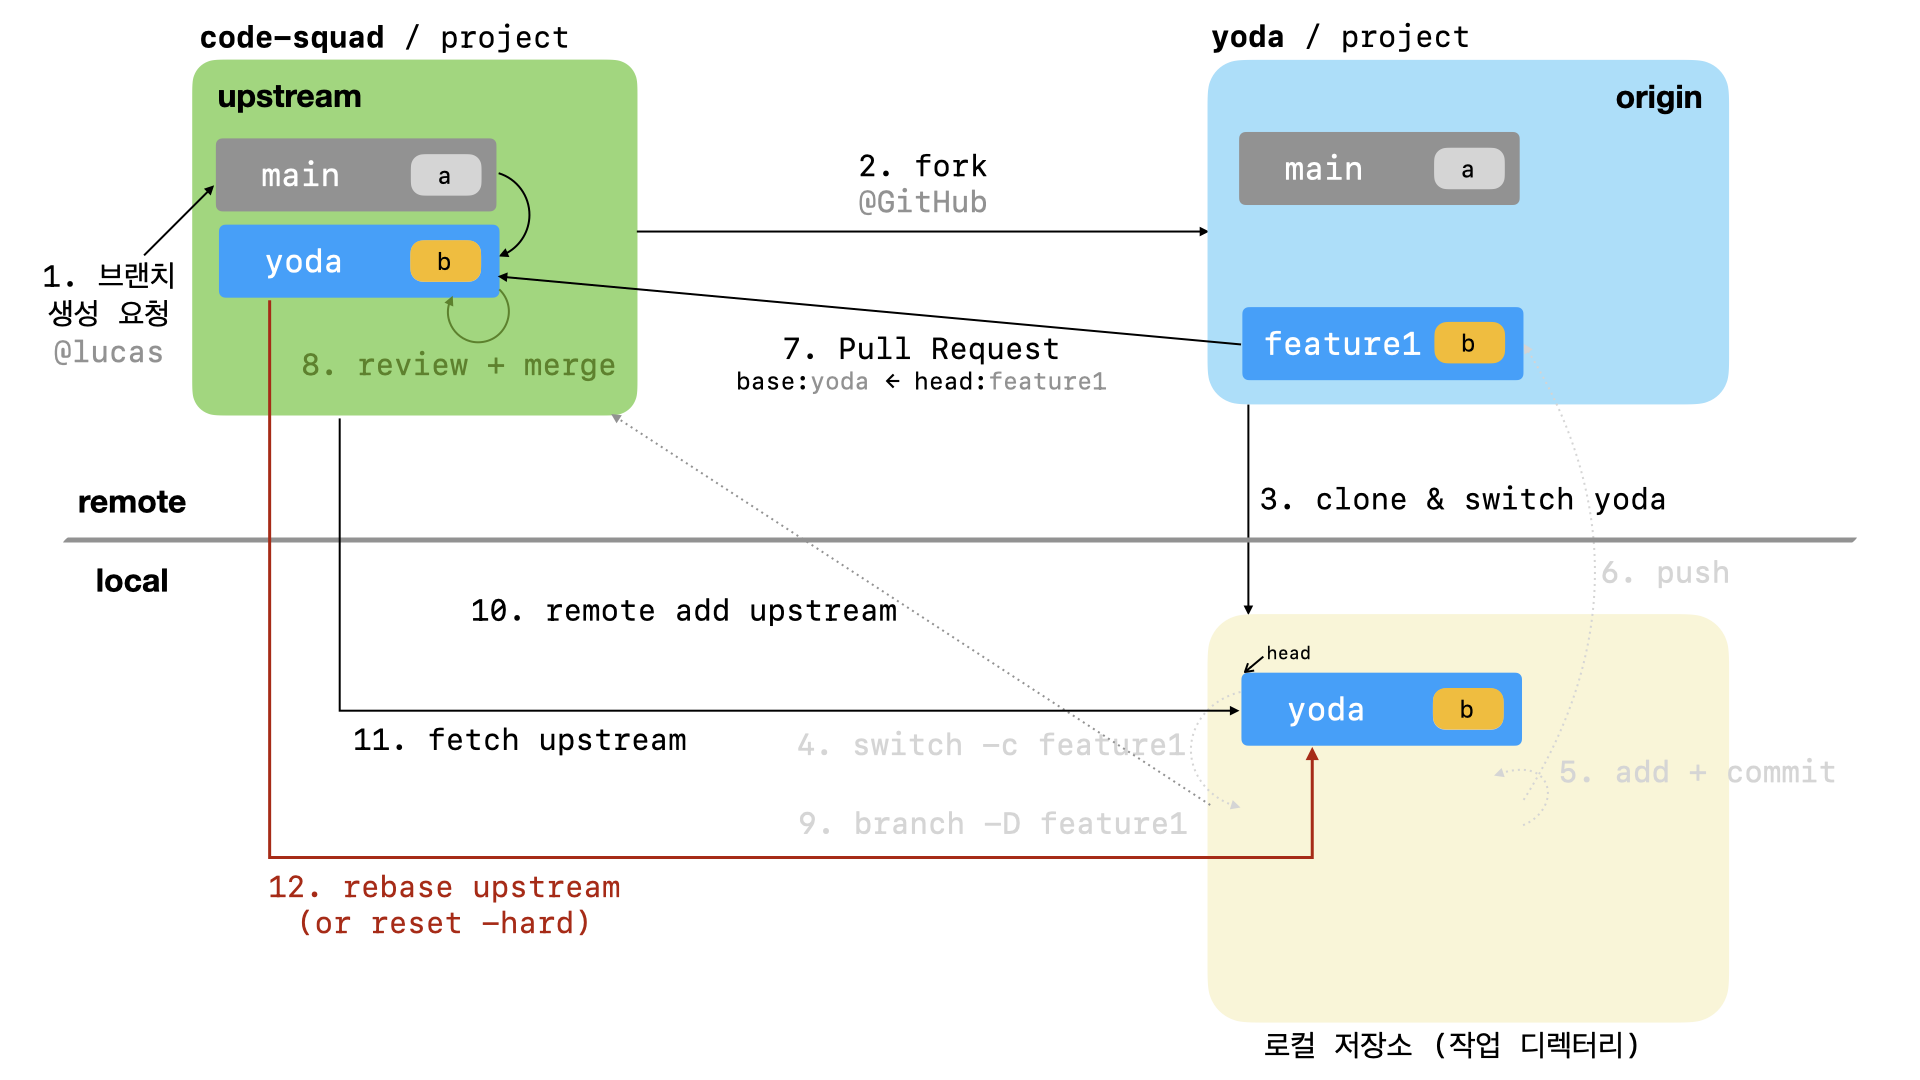 code-squad / project
yoda / project
upstream
origin
main a
main a
2. fork
@GitHub
yoda b
1. 브랜치
생성 요청
@lucas
8. review + merge
7. Pull Request
base:yoda ← head:feature1
feature1 b
remote
3. clone & switch yoda
local
6. push
10. remote add upstream
head
yoda b
11. fetch upstream
4. switch -c feature1
5. add + commit
9. branch -D feature1
12. rebase upstream
(or reset -hard)
로컬 저장소 (작업 디렉터리)